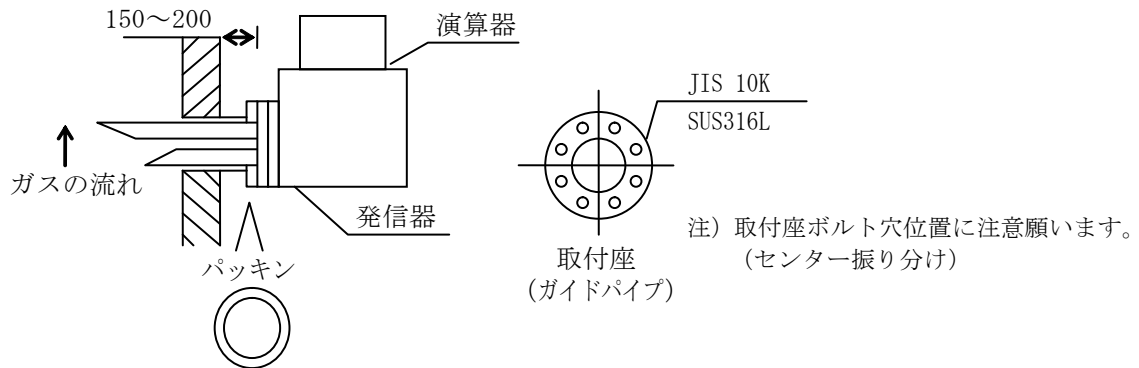 150～200
演算器
JIS 10K
SUS316L
ガスの流れ
発信器
注) 取付座ボルト穴位置に注意願います。
(センター振り分け)
パッキン
取付座
(ガイドパイプ)